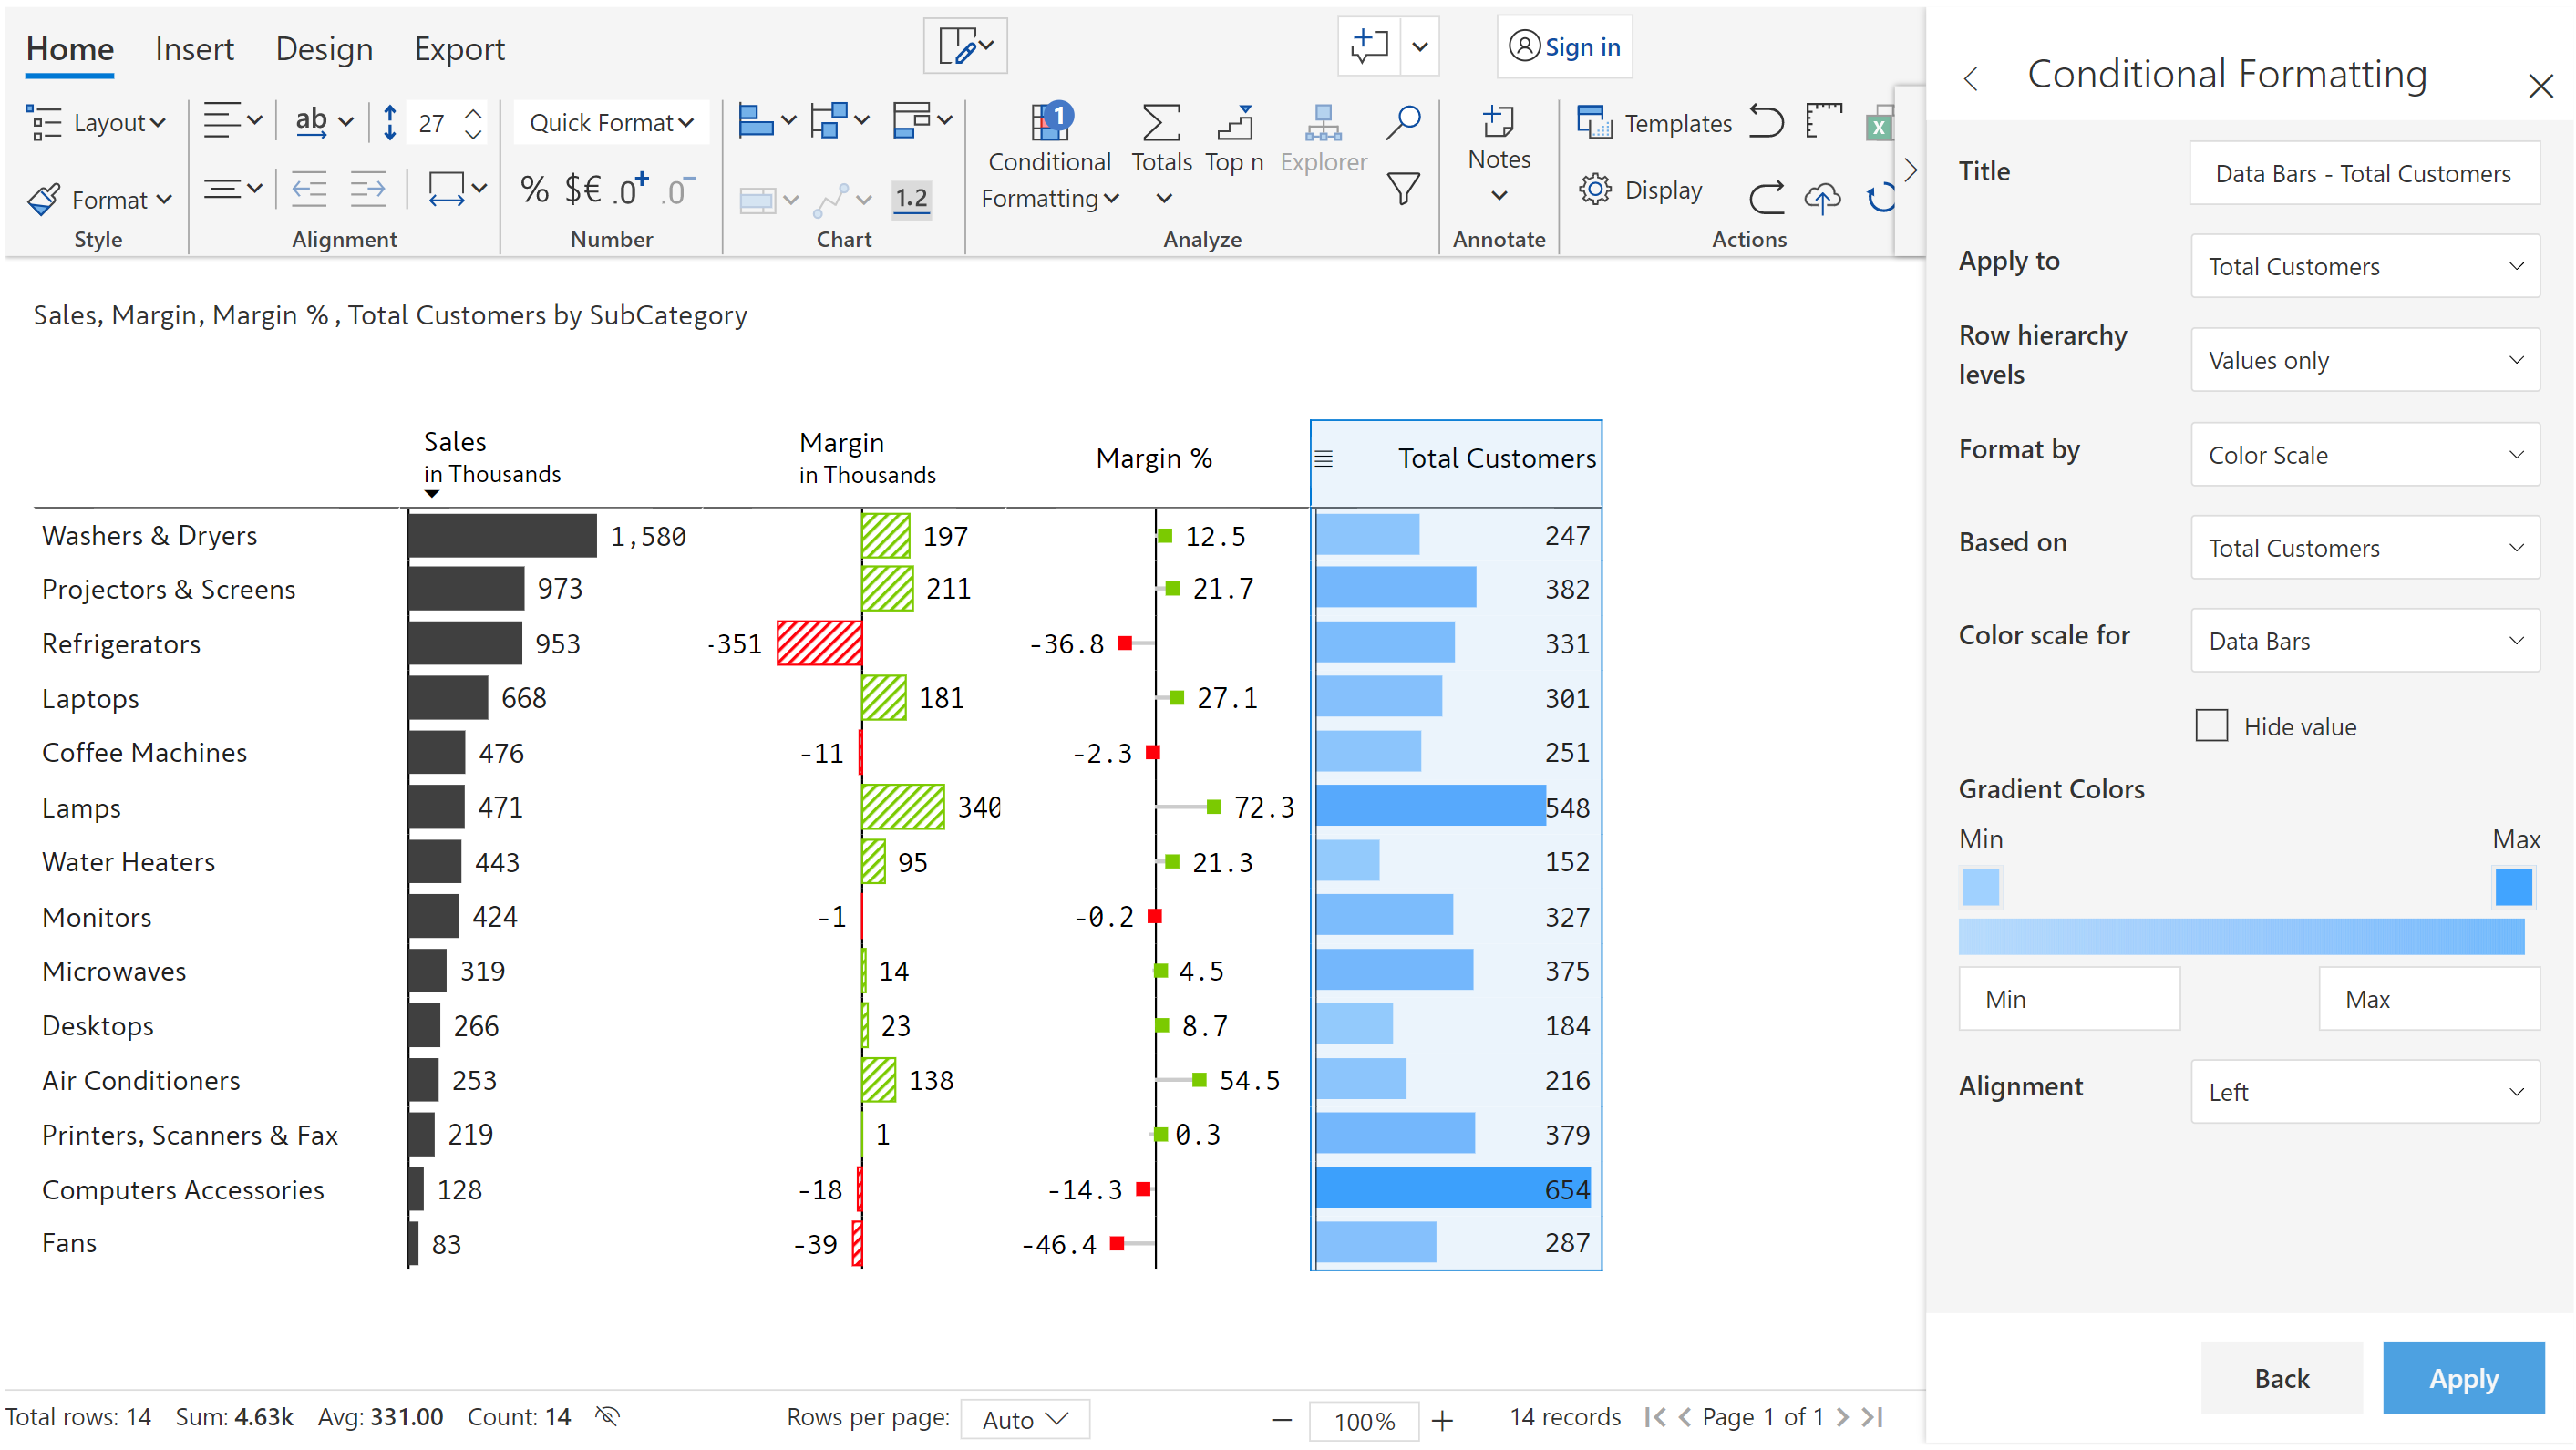 Home Insert Design Export
Sign in
Layout ab 27 Quick Format
Format % $€ .0+ .0- 1.2
Conditional Formatting 1
Totals
Top n
Explorer
Notes
Templates
Display
X
Style Alignment Number Chart Analyze Annotate Actions
Sales, Margin, Margin % , Total Customers by SubCategory
Sales in Thousands
Margin in Thousands
Margin %
Total Customers
Washers & Dryers 1,580 197 12.5 247
Projectors & Screens 973 211 21.7 382
Refrigerators 953 -351 -36.8 331
Laptops 668 181 27.1 301
Coffee Machines 476 -11 -2.3 251
Lamps 471 340 72.3 548
Water Heaters 443 95 21.3 152
Monitors 424 -1 -0.2 327
Microwaves 319 14 4.5 375
Desktops 266 23 8.7 184
Air Conditioners 253 138 54.5 216
Printers, Scanners & Fax 219 1 0.3 379
Computers Accessories 128 -18 -14.3 654
Fans 83 -39 -46.4 287
Total rows: 14 Sum: 4.63k Avg: 331.00 Count: 14
Rows per page: Auto
100%
14 records Page 1 of 1
Conditional Formatting
Title Data Bars - Total Customers
Apply to Total Customers
Row hierarchy levels Values only
Format by Color Scale
Based on Total Customers
Color scale for Data Bars
Hide value
Gradient Colors
Min Max
Min Max
Alignment Left
Back Apply